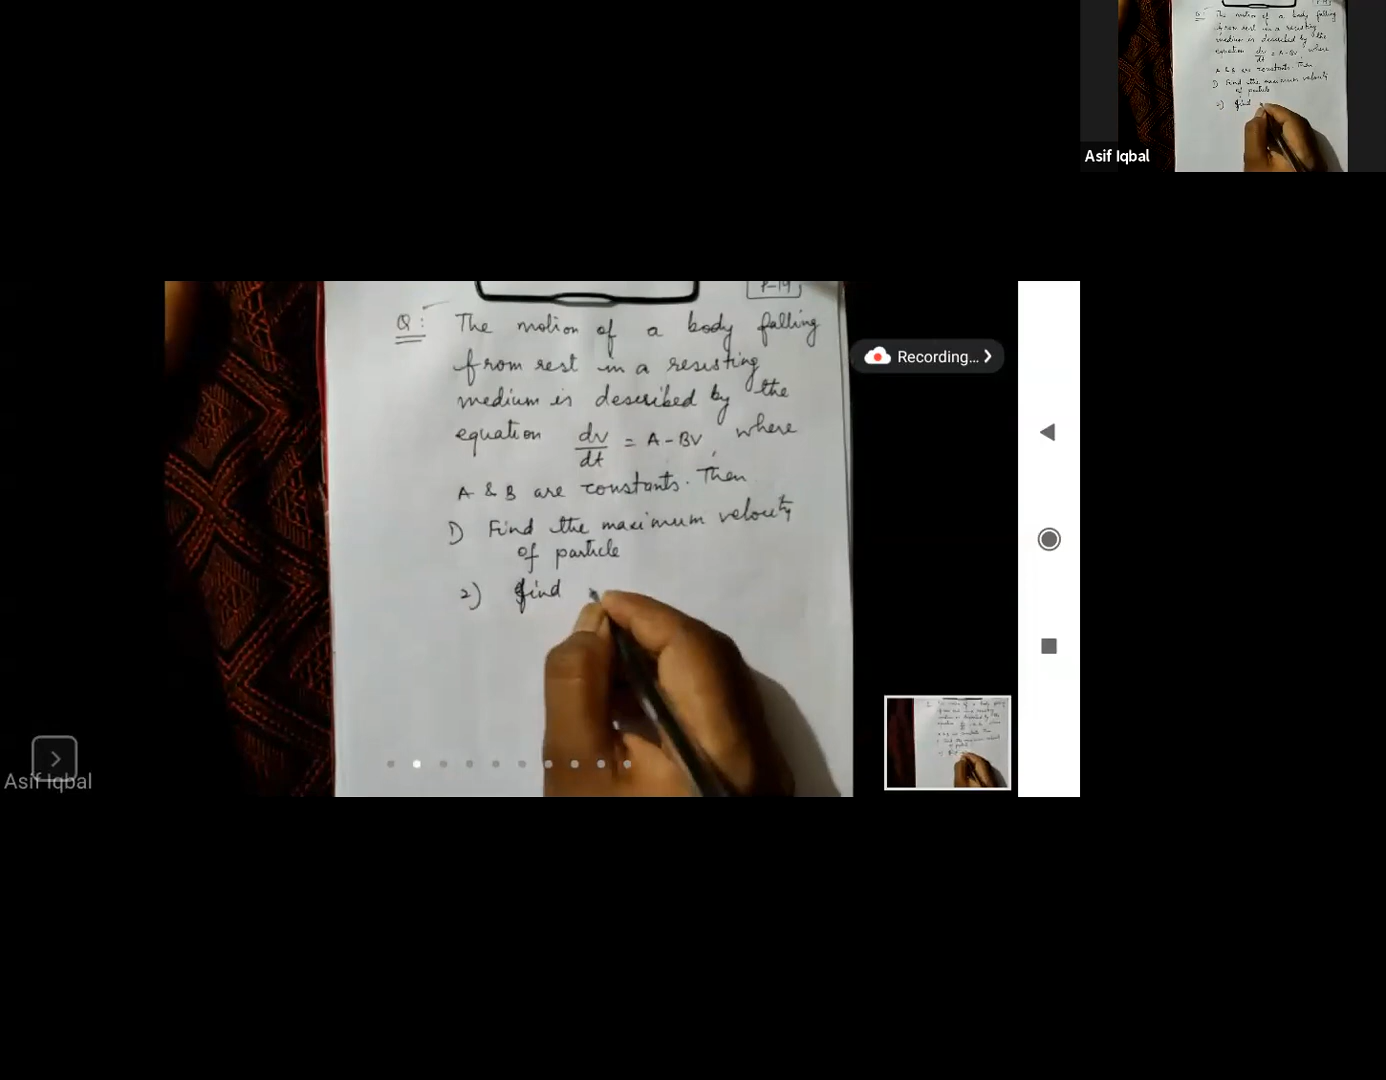 Asif Iqbal
P-19
Q: The motion of a body falling
from rest in a resisting
medium is described by the
equation dv/dt = A - BV, where
A & B are constants. Then
1) Find the maximum velocity
of particle
2) find
Recording...
Asif Iqbal